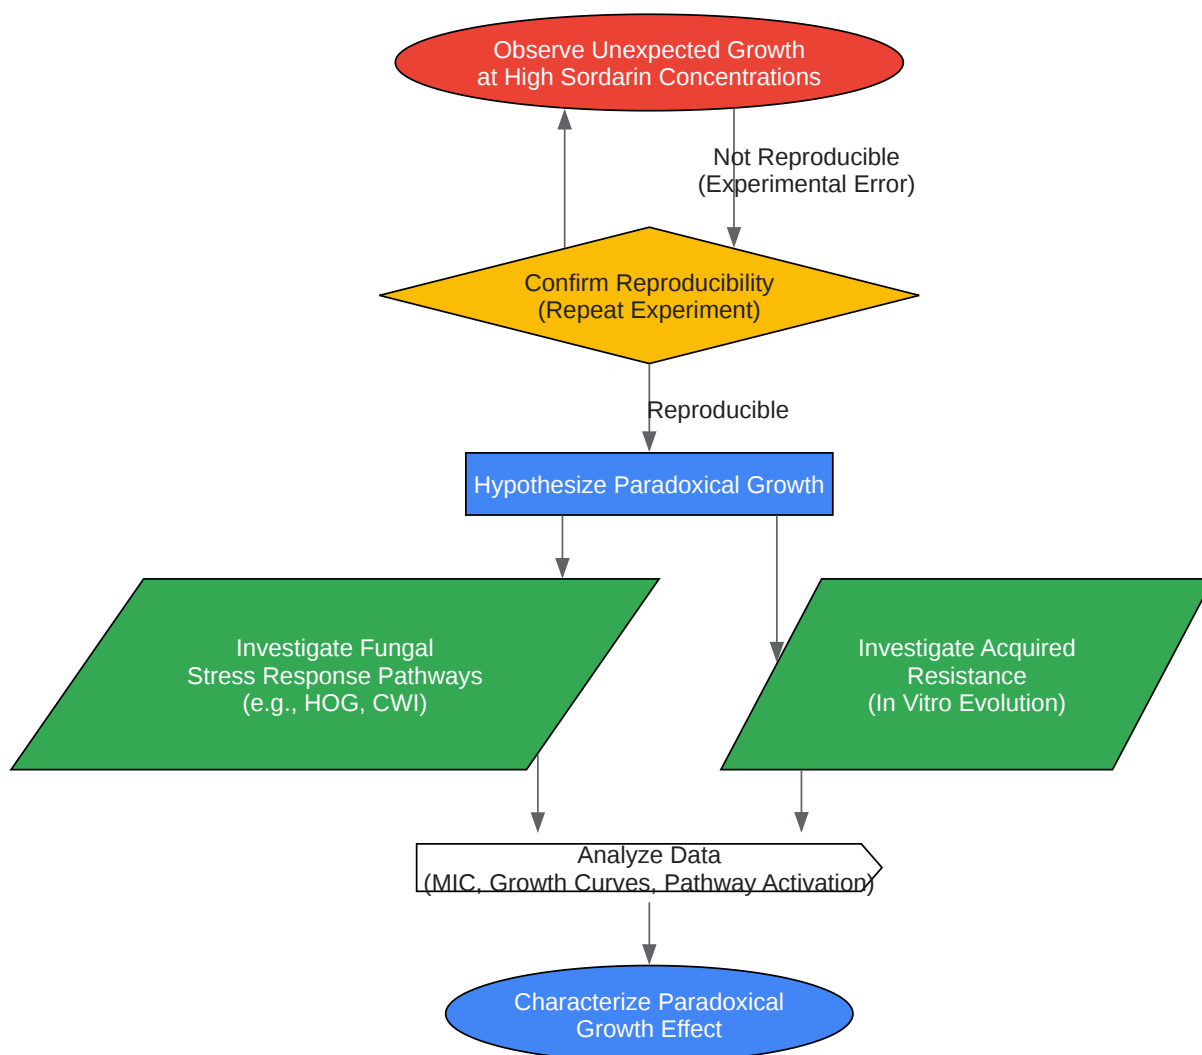 Observe Unexpected Growth
at High Sordarin Concentrations
Not Reproducible
(Experimental Error)
Confirm Reproducibility
(Repeat Experiment)
Reproducible
Hypothesize Paradoxical Growth
Investigate Fungal
Stress Response Pathways
(e.g., HOG, CWI)
Investigate Acquired
Resistance
(In Vitro Evolution)
Analyze Data
(MIC, Growth Curves, Pathway Activation)
Characterize Paradoxical
Growth Effect